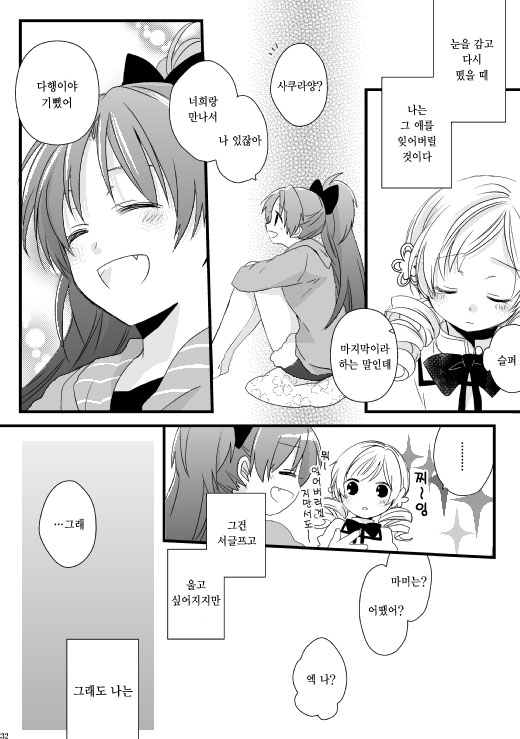 눈을 감고
다시
떴을 때
나는
그 애를
잊어버릴
것이다
슬퍼
사쿠라양?
마지막이라
하는 말인데
나 있잖아
너희랑
만나서
다행이야
기뻤어
……
찌~잉
뭐
잊어버리겠
지만서도~
그건
서글프고
울고
싶어지지만
마미는?
어땠어?
엑 나?
…그래
그래도 나는
32